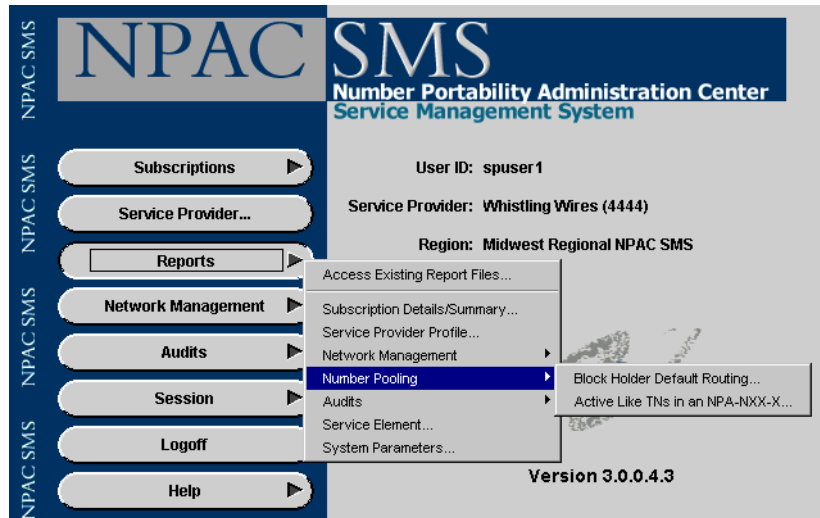 NPAC SMS
NPAC SMS
NPAC SMS
NPAC SMS
NPAC SMS
Number Portability Administration Center
Service Management System
Subscriptions
Service Provider...
Reports
Network Management
Audits
Session
Logoff
Help
User ID: spuser1
Service Provider: Whistling Wires (4444)
Region: Midwest Regional NPAC SMS
Access Existing Report Files...
Subscription Details/Summary...
Service Provider Profile...
Network Management
Number Pooling
Audits
Service Element...
System Parameters...
Block Holder Default Routing...
Active Like TNs in an NPA-NXX-X...
Version 3.0.0.4.3